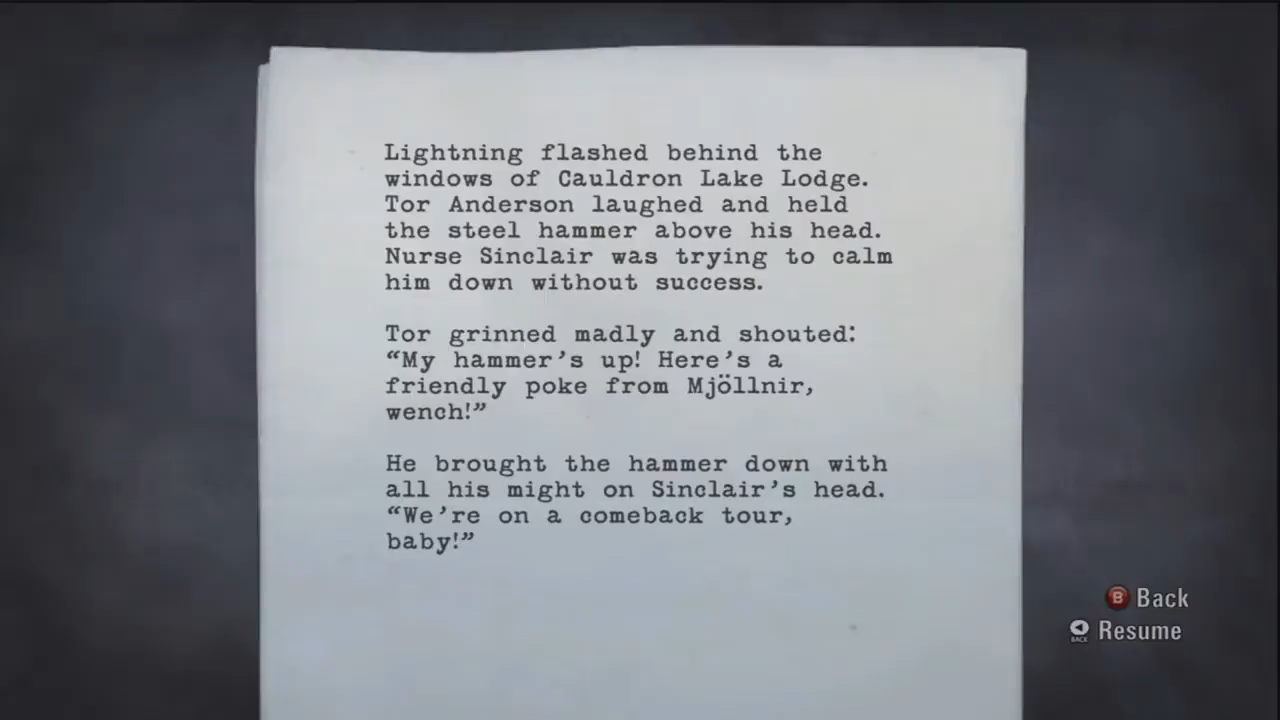 Lightning flashed behind the
windows of Cauldron Lake Lodge.
Tor Anderson laughed and held
the steel hammer above his head.
Nurse Sinclair was trying to calm
him down without success.
Tor grinned madly and shouted:
“My hammer’s up! Here’s a
friendly poke from Mjöllnir,
wench!”
He brought the hammer down with
all his might on Sinclair’s head.
“We’re on a comeback tour,
baby!”
B Back
BACK Resume